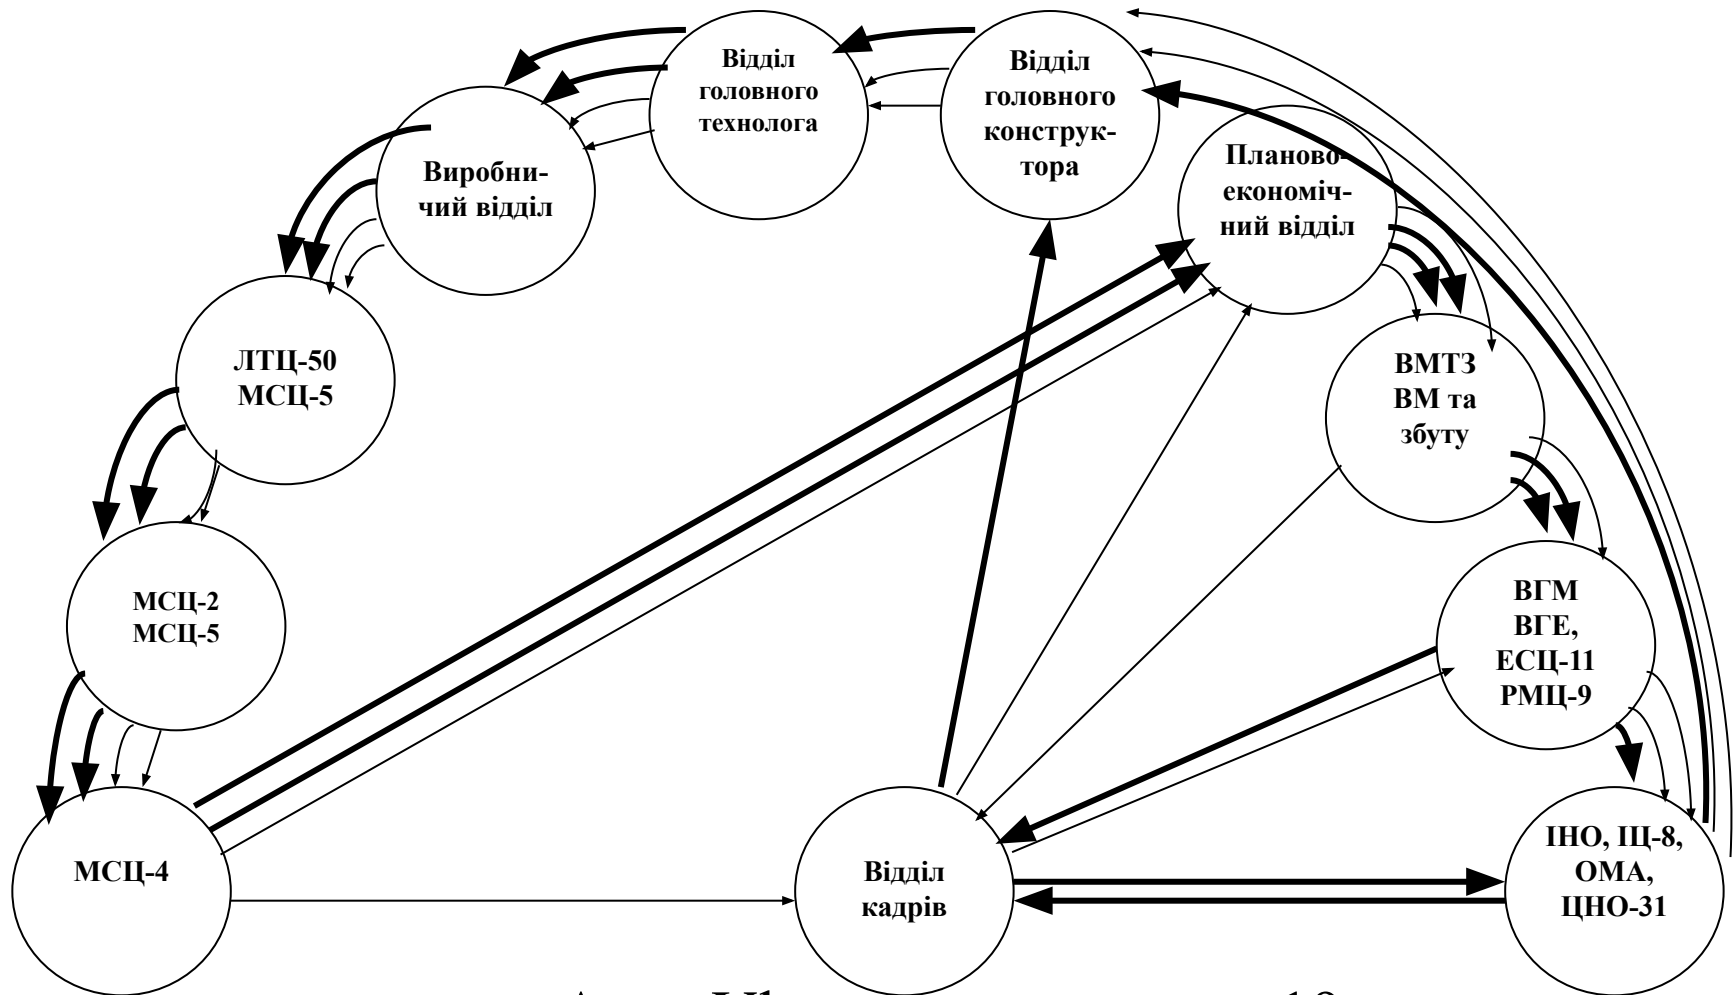 Відділ
головного
технолога
Відділ
головного
конструк-
тора
Планово-
економіч-
ний відділ
Виробни-
чий відділ
ЛТЦ-50
МСЦ-5
ВМТЗ
ВМ та
збуту
МСЦ-2
МСЦ-5
ВГМ
ВГЕ,
ЕСЦ-11
РМЦ-9
МСЦ-4
Відділ
кадрів
ІНО, ІЦ-8,
ОМА,
ЦНО-31